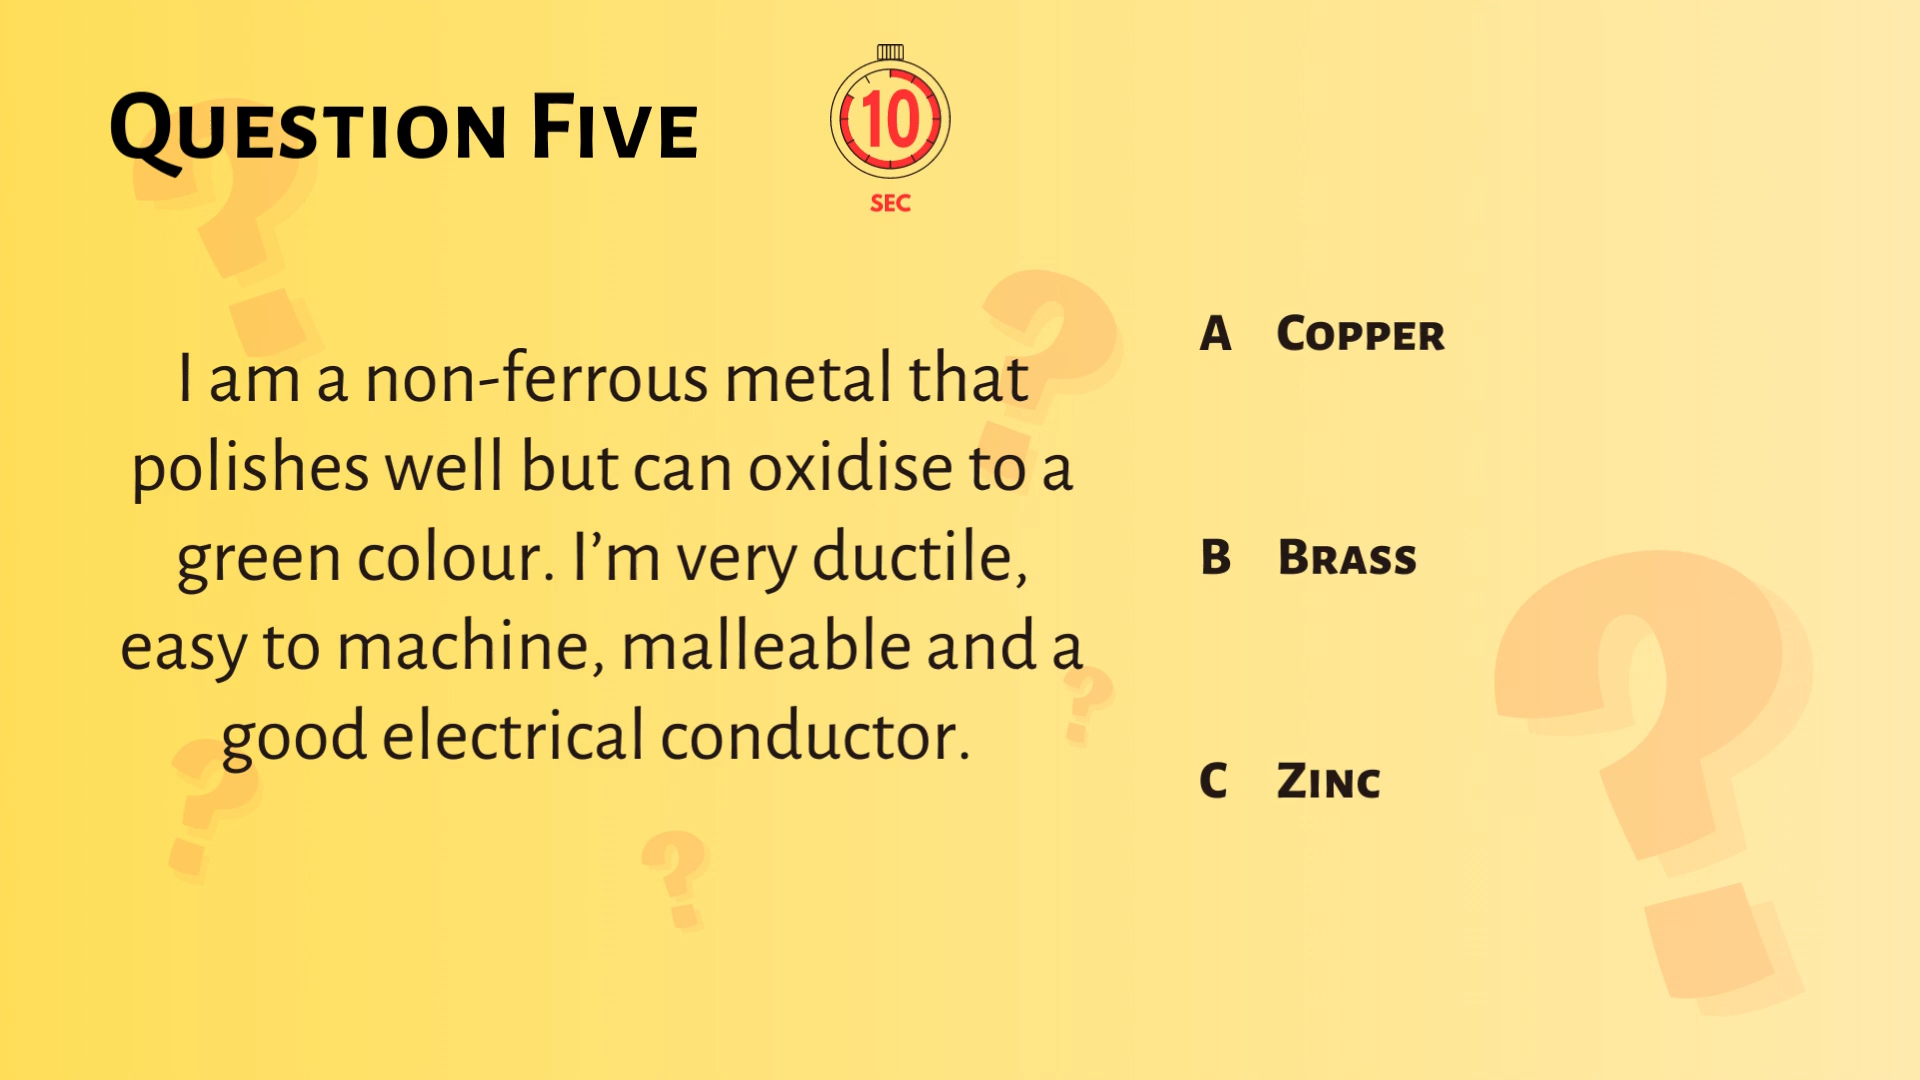 Question Five
10
SEC
I am a non-ferrous metal that
polishes well but can oxidise to a
green colour. I’m very ductile,
easy to machine, malleable and a
good electrical conductor.
A Copper
B Brass
C Zinc